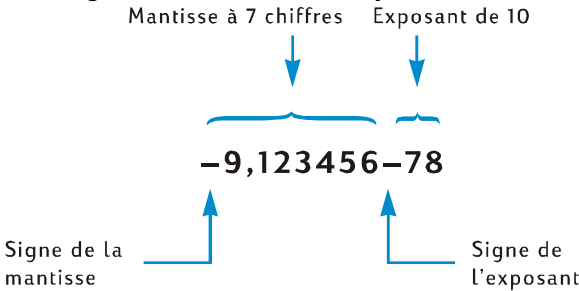 Mantisse à 7 chiffres
Exposant de 10
–9,123456–78
Signe de la
mantisse
Signe de
l'exposant